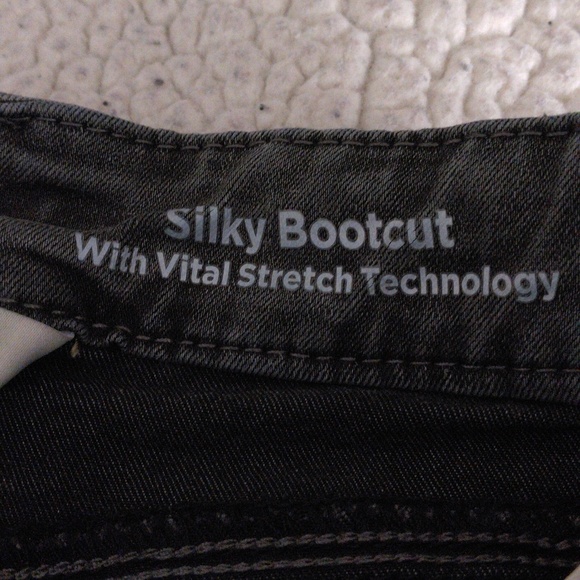 Silky Bootcut
With Vital Stretch Technology